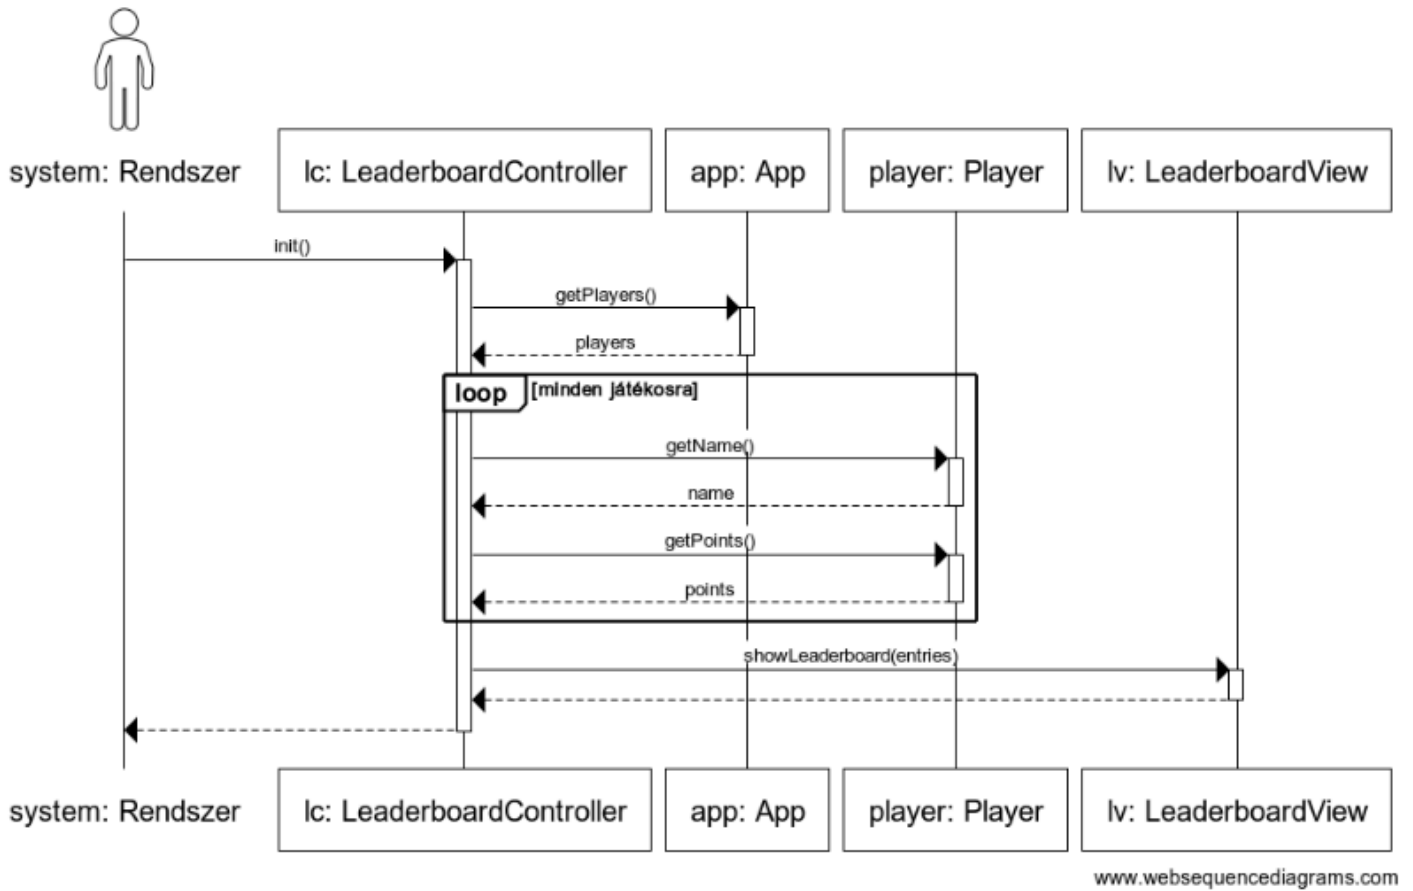 system: Rendszer
lc: LeaderboardController
app: App
player: Player
lv: LeaderboardView
init()
getPlayers()
players
loop
[minden játékosra]
getName()
name
getPoints()
points
showLeaderboard(entries)
system: Rendszer
lc: LeaderboardController
app: App
player: Player
lv: LeaderboardView
www.websequencediagrams.com